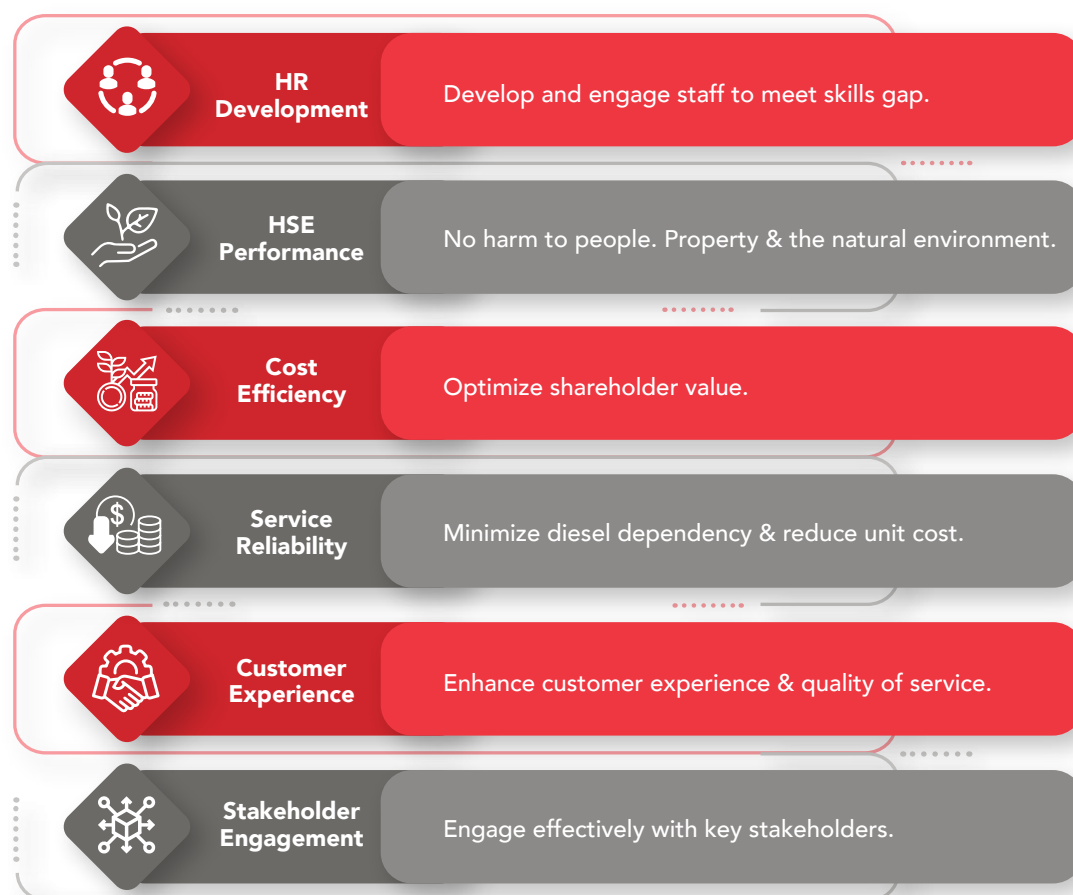 HR
Development
Develop and engage staff to meet skills gap.
HSE
Performance
No harm to people. Property & the natural environment.
Cost
Efficiency
Optimize shareholder value.
Service
Reliability
Minimize diesel dependency & reduce unit cost.
Customer
Experience
Enhance customer experience & quality of service.
Stakeholder
Engagement
Engage effectively with key stakeholders.